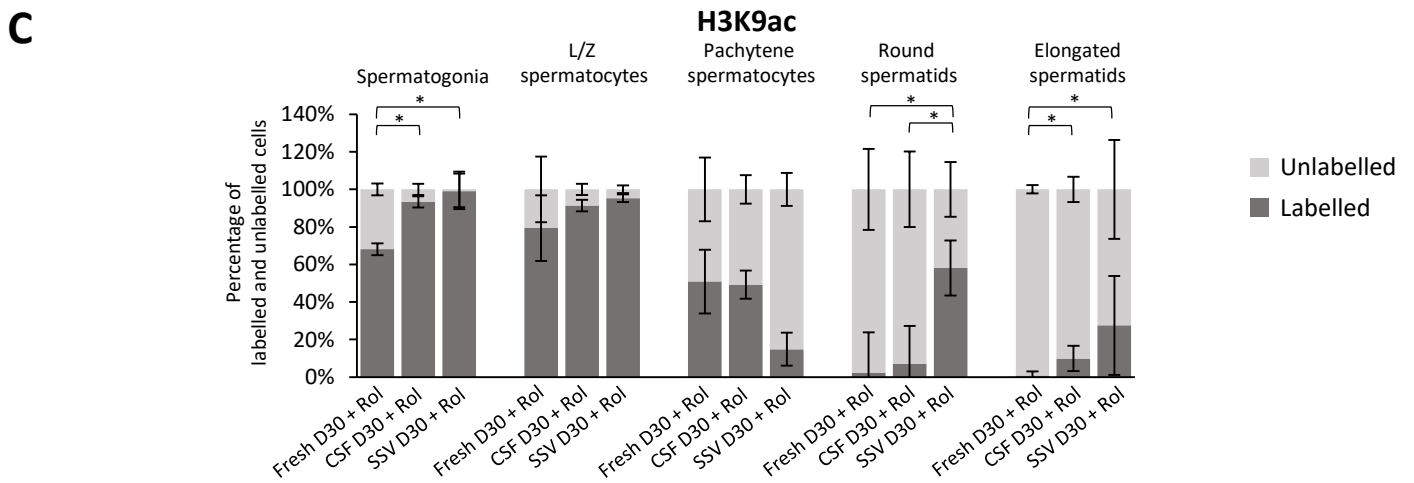 C
H3K9ac
Spermatogonia
L/Z
spermatocytes
Pachytene
spermatocytes
Round
spermatids
Elongated
spermatids
* * * * * *
Percentage of
labelled and unlabelled cells
140%
120%
100%
80%
60%
40%
20%
0%
Fresh D30 + Rol
CSF D30 + Rol
SSV D30 + Rol
Fresh D30 + Rol
CSF D30 + Rol
SSV D30 + Rol
Fresh D30 + Rol
CSF D30 + Rol
SSV D30 + Rol
Fresh D30 + Rol
CSF D30 + Rol
SSV D30 + Rol
Fresh D30 + Rol
CSF D30 + Rol
SSV D30 + Rol
Unlabelled
Labelled